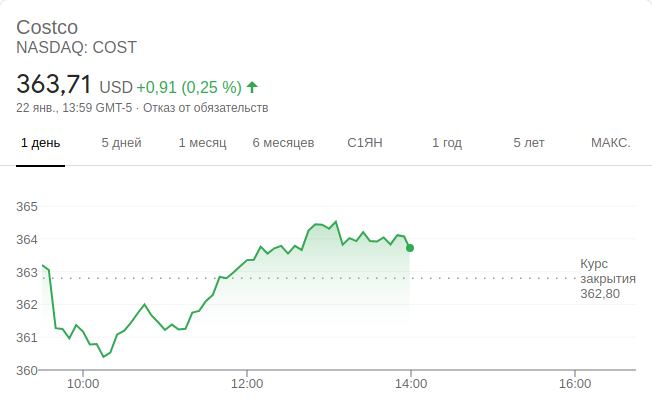 Costco
NASDAQ: COST
363,71 USD +0,91 (0,25 %)
22 янв., 13:59 GMT-5 · Отказ от обязательств
1 день 5 дней 1 месяц 6 месяцев С1ЯН 1 год 5 лет МАКС.
365
364
363
362
361
360
Курс
закрытия
362,80
10:00 12:00 14:00 16:00